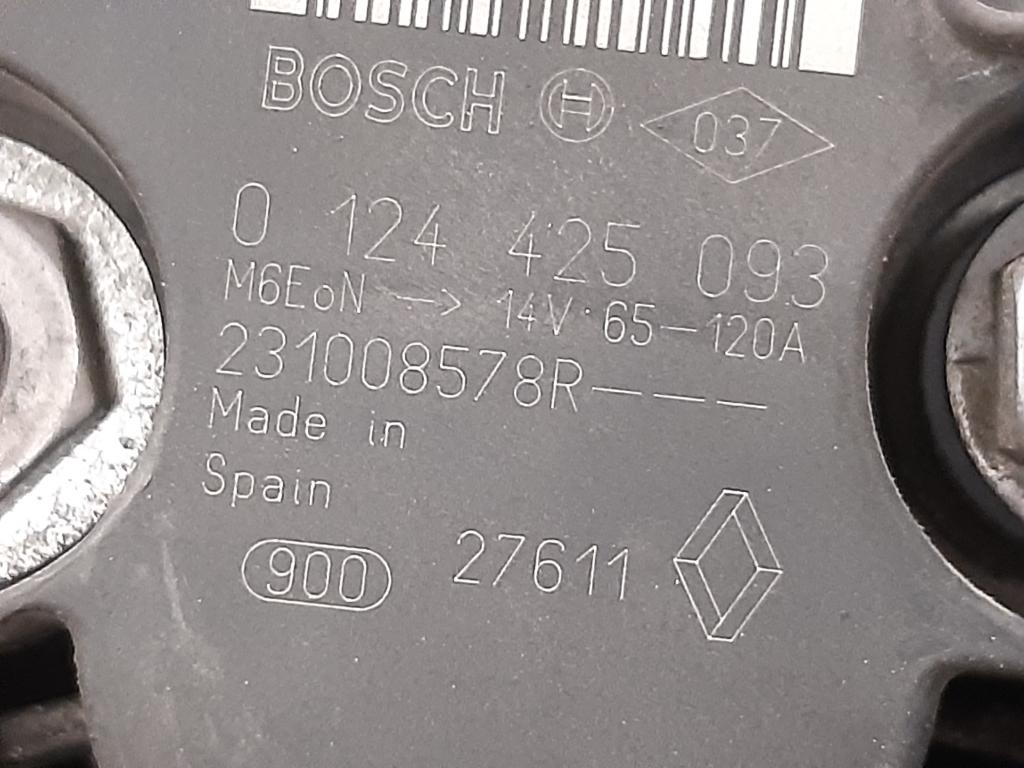 BOSCH H 037
0 124 425 093
M6EoN → 14V 65-120A
231008578R---
Made in
Spain
900 27611